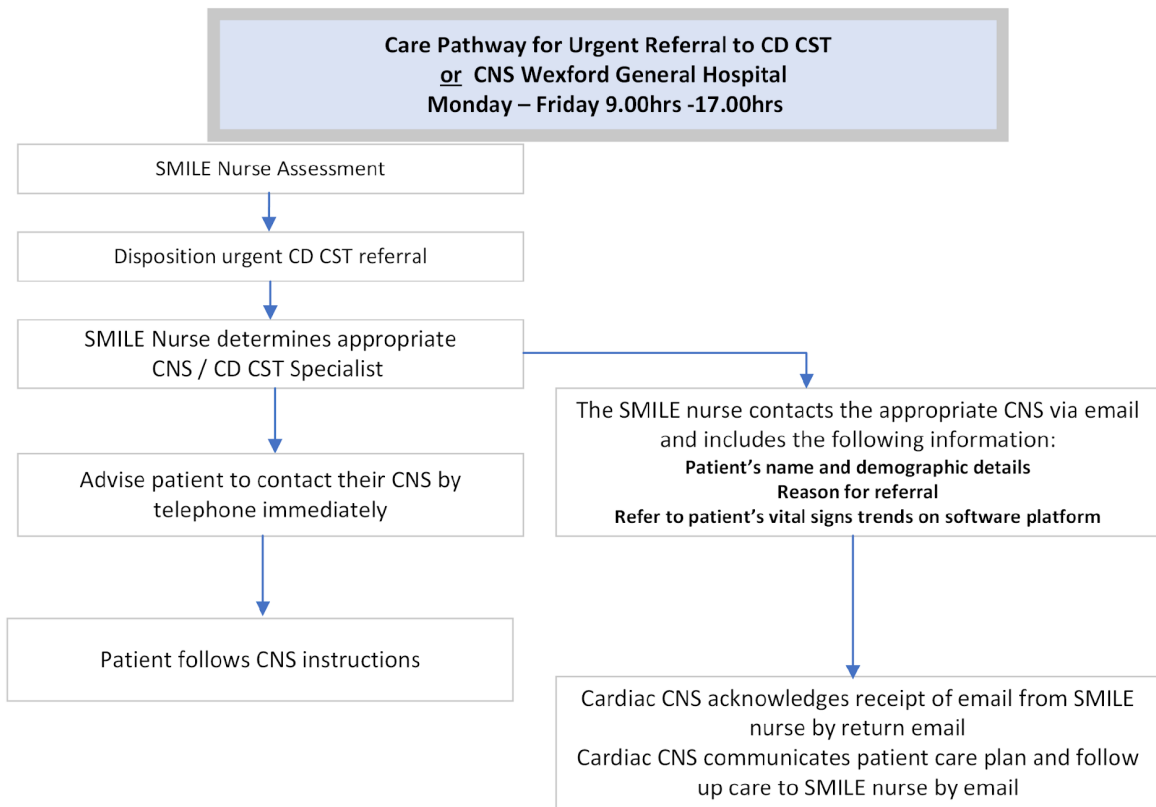 Care Pathway for Urgent Referral to CD CST
or CNS Wexford General Hospital
Monday – Friday 9.00hrs -17.00hrs
SMILE Nurse Assessment
Disposition urgent CD CST referral
SMILE Nurse determines appropriate
CNS / CD CST Specialist
Advise patient to contact their CNS by
telephone immediately
Patient follows CNS instructions
The SMILE nurse contacts the appropriate CNS via email
and includes the following information:
Patient’s name and demographic details
Reason for referral
Refer to patient’s vital signs trends on software platform
Cardiac CNS acknowledges receipt of email from SMILE
nurse by return email
Cardiac CNS communicates patient care plan and follow
up care to SMILE nurse by email